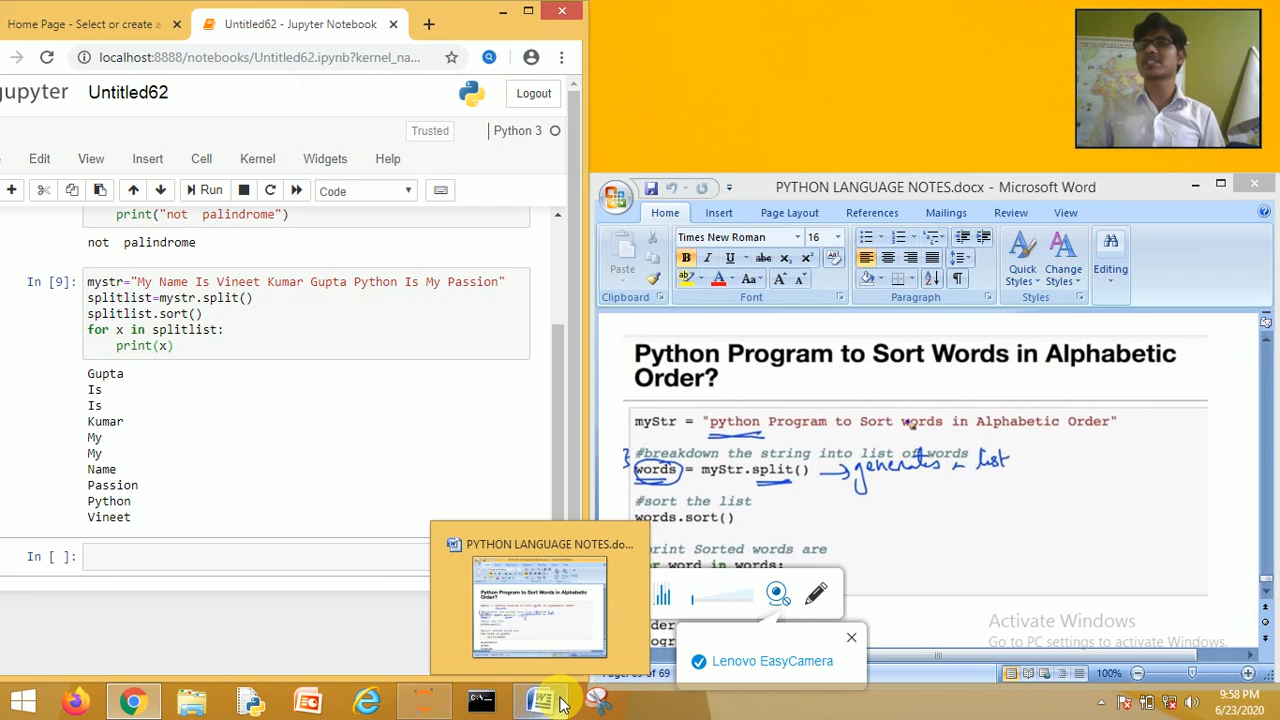 Home Page - Select or create a
Untitled62 - Jupyter Notebook
localhost:8888/notebooks/Untitled62.ipynb?kernel_na...
jupyter Untitled62
Logout
Trusted
Python 3
Edit View Insert Cell Kernel Widgets Help
Run
Code
print("not palindrome")
not palindrome
In [9]:
mystr="My Name Is Vineet Kumar Gupta Python Is My Passion"
splitlist=mystr.split()
splitlist.sort()
for x in splitlist:
print(x)
Gupta
Is
Is
Kumar
My
My
Name
Passion
Python
Vineet
In [ ]:
PYTHON LANGUAGE NOTES.docx - Microsoft Word
Home Insert Page Layout References Mailings Review View
Times New Roman 16
Paste
B I U abc x₂ x²
Aa A A
Quick Styles
Change Styles
Editing
Clipboard Font Paragraph Styles
Python Program to Sort Words in Alphabetic
Order?
myStr = "python Program to Sort words in Alphabetic Order"
#breakdown the string into list of words
words = myStr.split() generates a list
#sort the list
words.sort()
print Sorted words are
for word in words:
PYTHON LANGUAGE NOTES.do...
Lenovo EasyCamera
Activate Windows
Go to PC settings to activate Windows.
69 of 69
100%
9:58 PM
6/23/2020